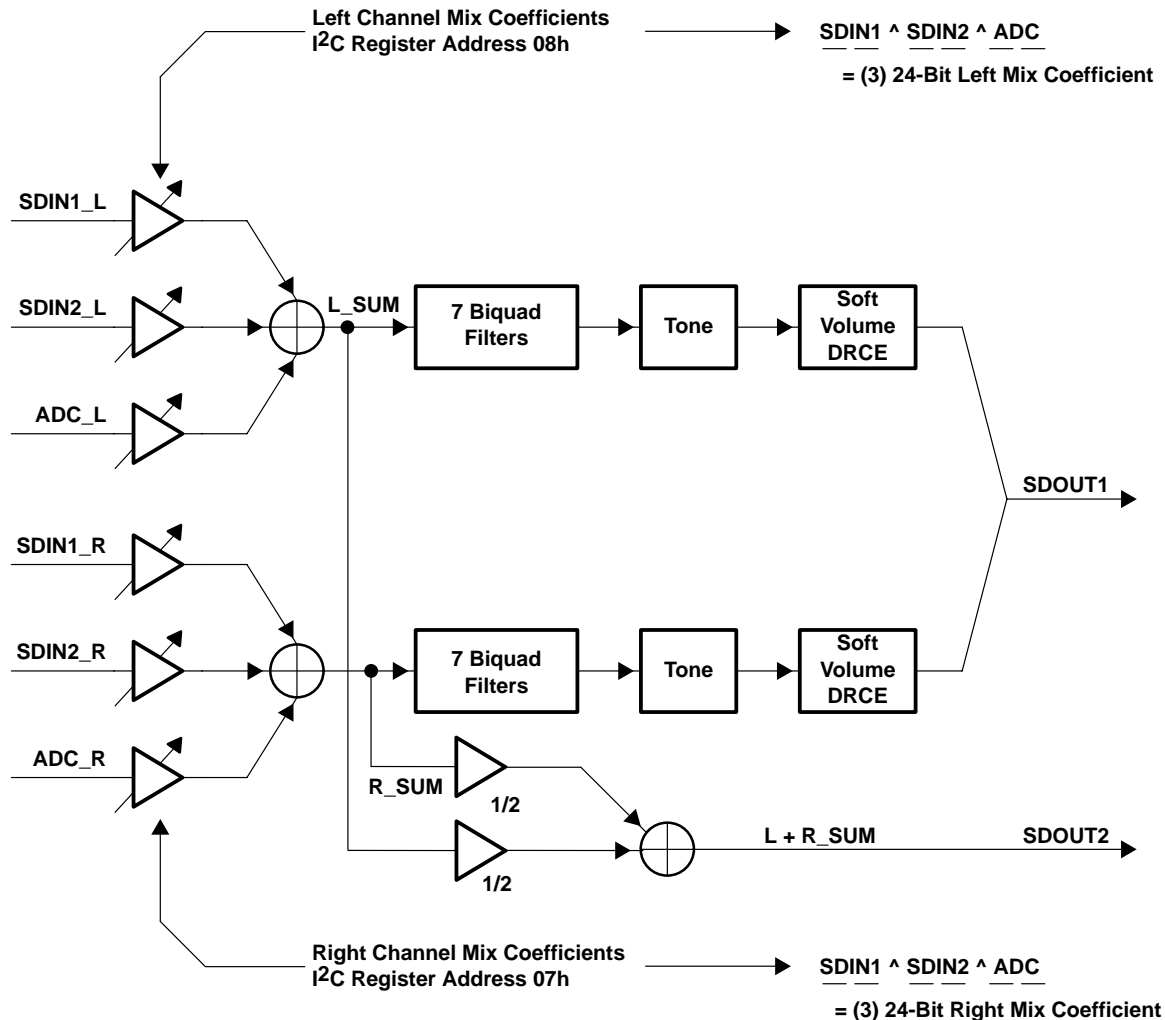 Left Channel Mix Coefficients
I2C Register Address 08h
SDIN1 ^ SDIN2 ^ ADC
= (3) 24-Bit Left Mix Coefficient
SDIN1_L
SDIN2_L
ADC_L
L_SUM
7 Biquad
Filters
Tone
Soft
Volume
DRCE
SDOUT1
SDIN1_R
SDIN2_R
ADC_R
7 Biquad
Filters
Tone
Soft
Volume
DRCE
R_SUM
1/2
1/2
L + R_SUM
SDOUT2
Right Channel Mix Coefficients
I2C Register Address 07h
SDIN1 ^ SDIN2 ^ ADC
= (3) 24-Bit Right Mix Coefficient